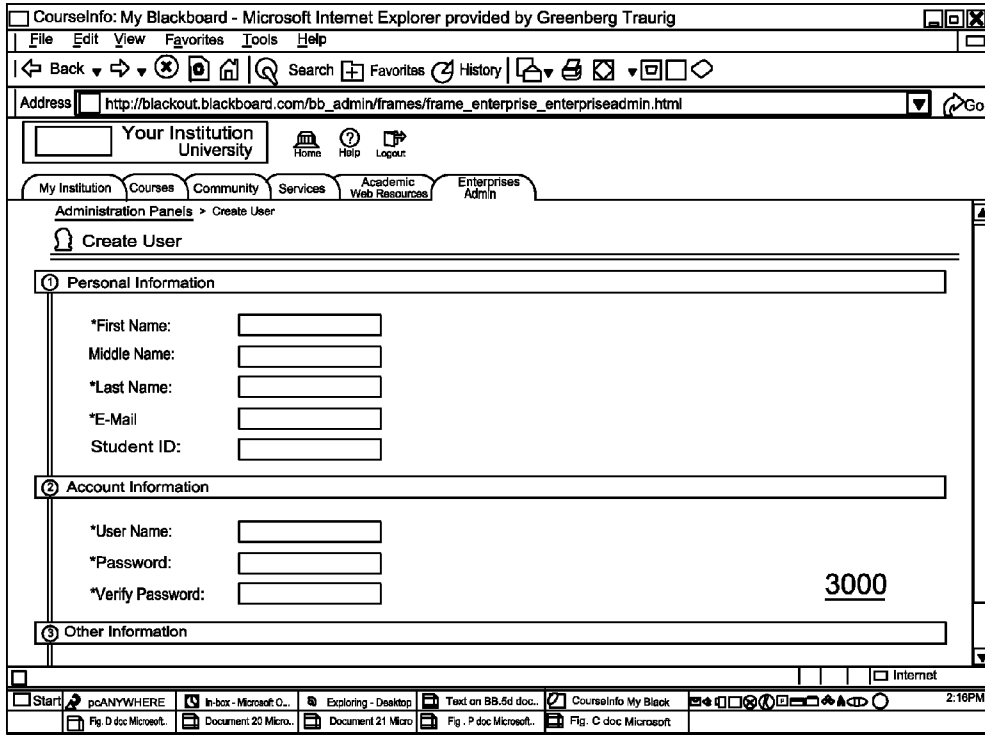 CourseInfo: My Blackboard - Microsoft Internet Explorer provided by Greenberg Traurig
File Edit View Favorites Tools Help
Back Search Favorites History
Address http://blackout.blackboard.com/bb_admin/frames/frame_enterprise_enterpriseadmin.html Go
Your Institution
University
Home Help Logout
My Institution Courses Community Services Academic Web Resources Enterprises Admin
Administration Panels > Create User
Create User
1 Personal Information
*First Name:
Middle Name:
*Last Name:
*E-Mail
Student ID:
2 Account Information
*User Name:
*Password:
*Verify Password:
3000
3 Other Information
Internet
Start pcANYWHERE In-box - Microsoft O... Exploring - Desktop Text on BB.5d doc.. CourseInfo My Black 2:16PM
Fig. D doc Microsoft.. Document 20 Micro.. Document 21 Micro Fig . P doc Microsoft.. Fig. C doc Microsoft